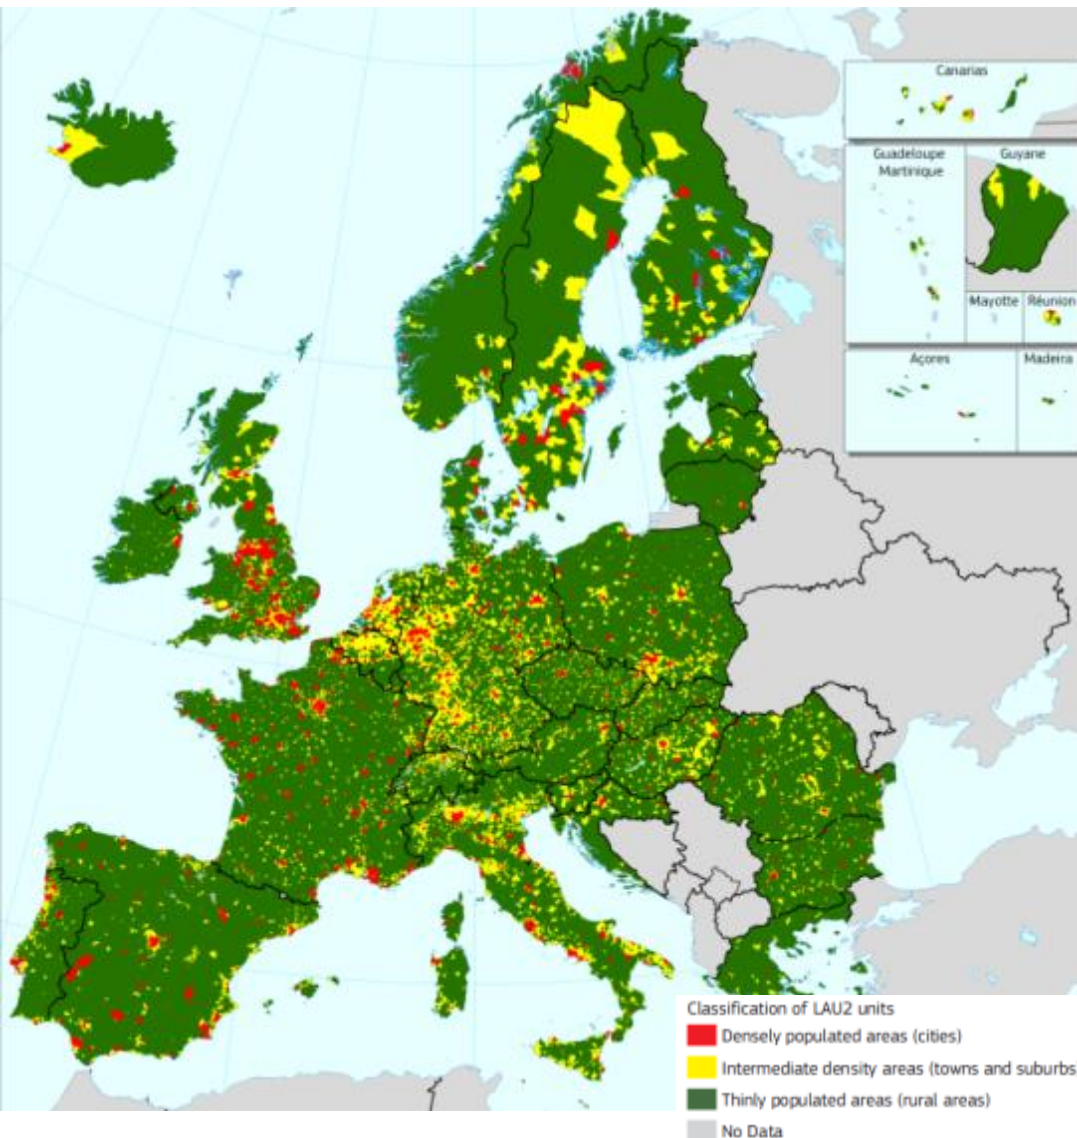 Canarias
Guadeloupe
Martinique
Guyane
Mayotte
Réunion
Açores
Madeira
Classification of LAU2 units
Densely populated areas (cities)
Intermediate density areas (towns and suburbs
Thinly populated areas (rural areas)
No Data